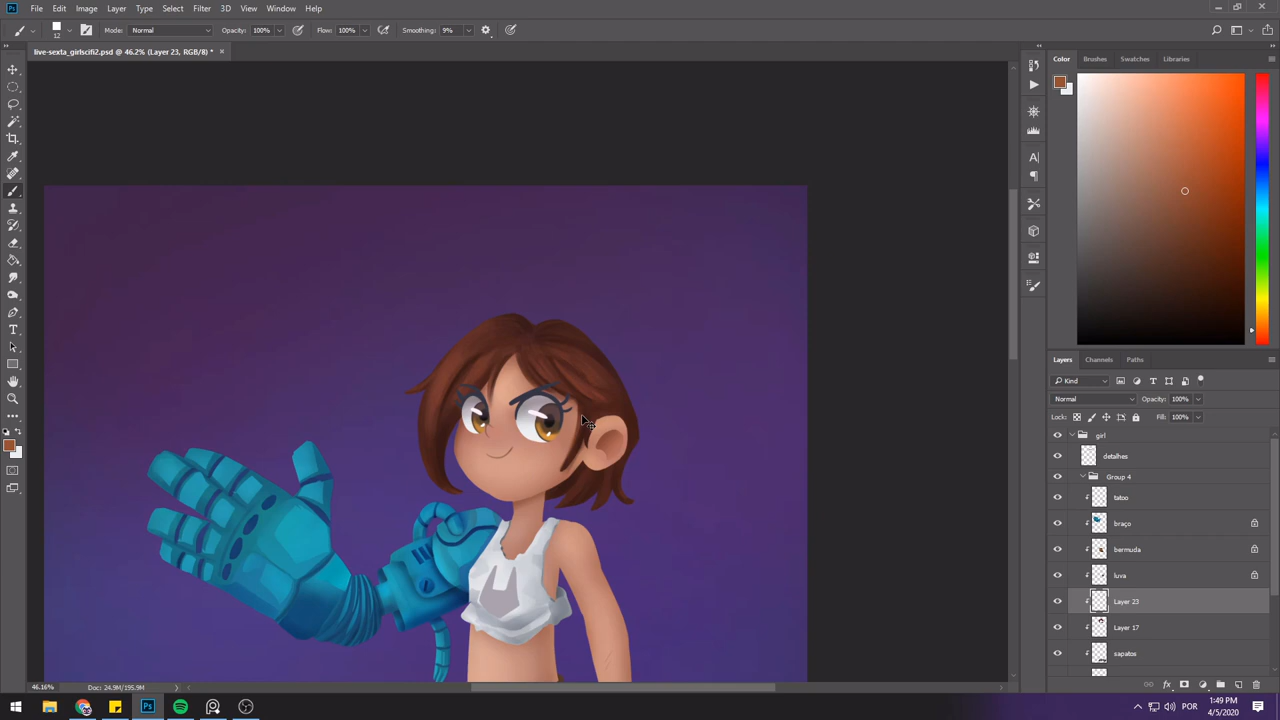 File Edit Image Layer Type Select Filter 3D View Window Help
12 Mode: Normal Opacity: 100% Flow: 100% Smoothing: 9%
live-sexta_girlscifi2.psd @ 46.2% (Layer 23, RGB/8) * ×
Color Brushes Swatches Libraries
Layers Channels Paths
Kind
Normal Opacity: 100%
Lock: Fill: 100%
girl
detalhes
Group 4
tatoo
braço
bermuda
luva
Layer 23
Layer 17
sapatos
46.16% Doc: 24.9M/195.9M
POR 1:49 PM
4/5/2020